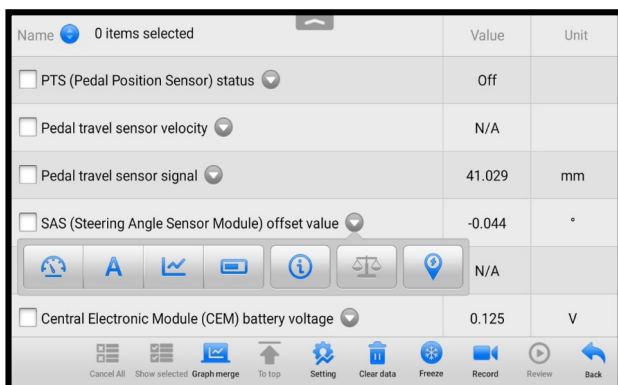 Name 0 items selected Value Unit
PTS (Pedal Position Sensor) status Off
Pedal travel sensor velocity N/A
Pedal travel sensor signal 41.029 mm
SAS (Steering Angle Sensor Module) offset value -0.044 °
A N/A
Central Electronic Module (CEM) battery voltage 0.125 V
Cancel All Show selected Graph merge To top Setting Clear data Freeze Record Review Back